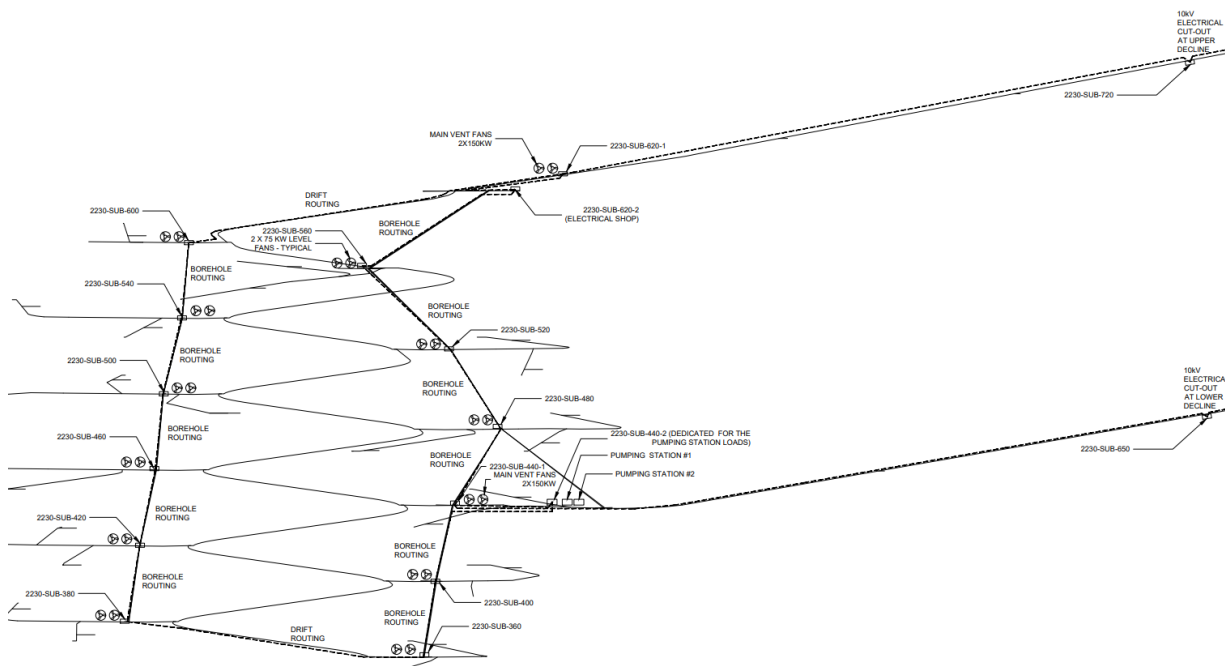 10kV
ELECTRICAL
CUT-OUT
AT UPPER
DECLINE
2230-SUB-720
MAIN VENT FANS
2X150KW
2230-SUB-620-1
DRIFT
ROUTING
2230-SUB-620-2
(ELECTRICAL SHOP)
2230-SUB-600
BOREHOLE
ROUTING
2230-SUB-560
2 X 75 KW LEVEL
FANS - TYPICAL
BOREHOLE
ROUTING
2230-SUB-540
BOREHOLE
ROUTING
2230-SUB-520
BOREHOLE
ROUTING
2230-SUB-500
BOREHOLE
ROUTING
2230-SUB-480
10kV
ELECTRICA
CUT-OUT
AT LOWER
DECLINE
2230-SUB-650
BOREHOLE
ROUTING
2230-SUB-460
2230-SUB-440-2 (DEDICATED FOR THE
PUMPING STATION LOADS)
PUMPING STATION #1
PUMPING STATION #2
BOREHOLE
ROUTING
2230-SUB-440-1
MAIN VENT FANS
2X150KW
BOREHOLE
ROUTING
2230-SUB-420
BOREHOLE
ROUTING
BOREHOLE
ROUTING
2230-SUB-380
2230-SUB-400
BOREHOLE
ROUTING
2230-SUB-360
DRIFT
ROUTING